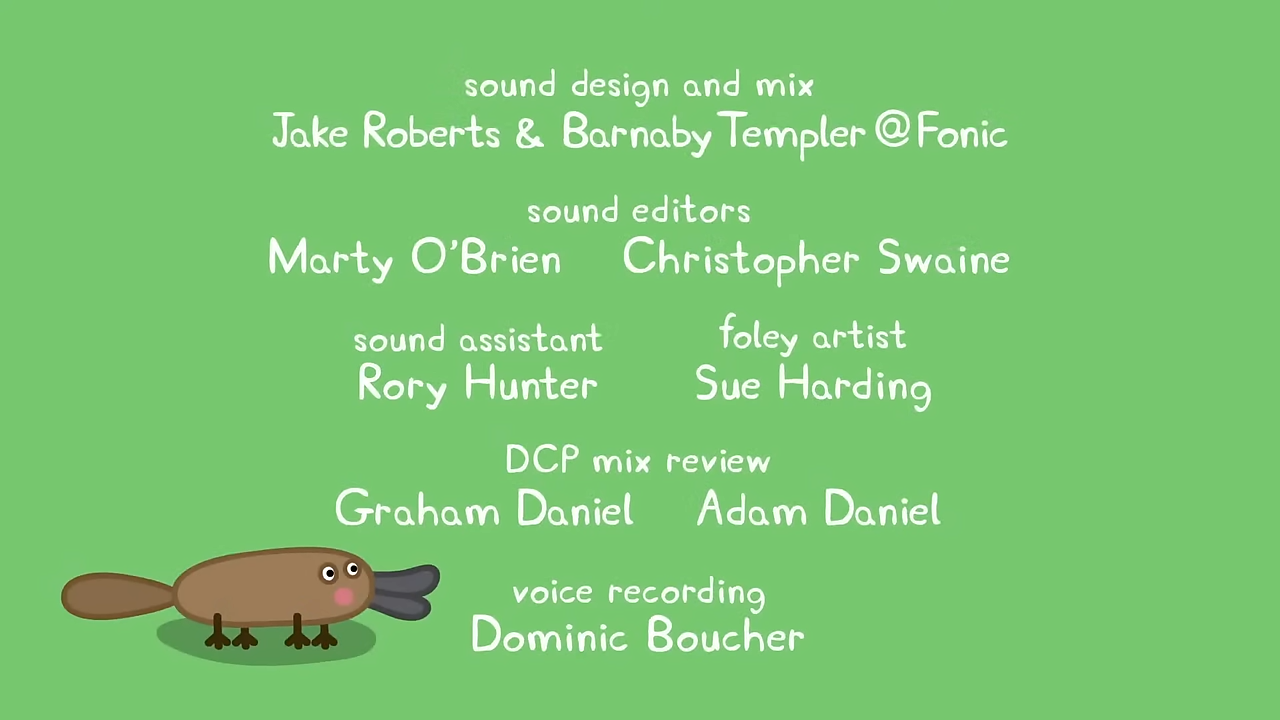 sound design and mix
Jake Roberts & Barnaby Templer @Fonic
sound editors
Marty O'Brien Christopher Swaine
sound assistant foley artist
Rory Hunter Sue Harding
DCP mix review
Graham Daniel Adam Daniel
voice recording
Dominic Boucher